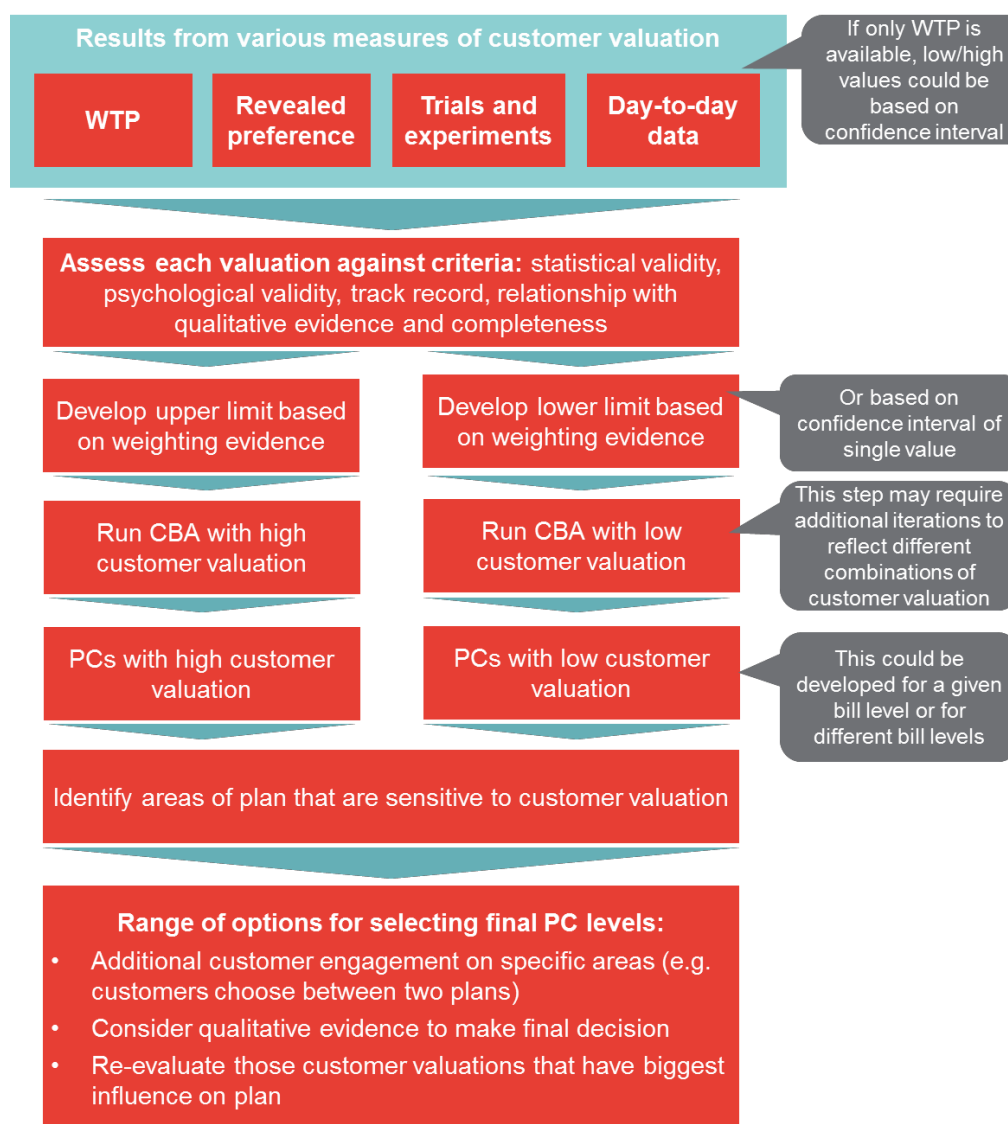 Results from various measures of customer valuation
If only WTP is
available, low/high
values could be
based on
confidence interval
WTP
Revealed
preference
Trials and
experiments
Day-to-day
data
Assess each valuation against criteria: statistical validity,
psychological validity, track record, relationship with
qualitative evidence and completeness
Develop upper limit based
on weighting evidence
Develop lower limit based
on weighting evidence
Or based on
confidence interval of
single value
Run CBA with high
customer valuation
Run CBA with low
customer valuation
This step may require
additional iterations to
reflect different
combinations of
customer valuation
PCs with high customer
valuation
PCs with low customer
valuation
This could be
developed for a given
bill level or for
different bill levels
Identify areas of plan that are sensitive to customer valuation
Range of options for selecting final PC levels:
• Additional customer engagement on specific areas (e.g.
customers choose between two plans)
• Consider qualitative evidence to make final decision
• Re-evaluate those customer valuations that have biggest
influence on plan